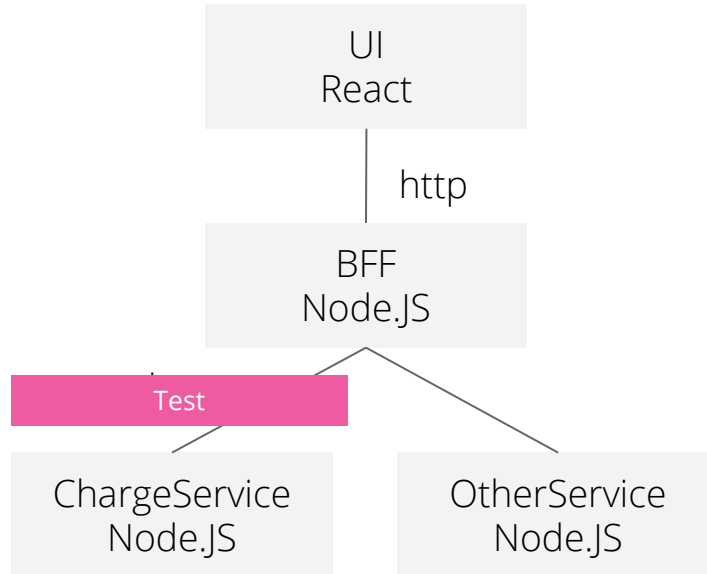 UI
React
http
BFF
Node.JS
Test
ChargeService
Node.JS
OtherService
Node.JS